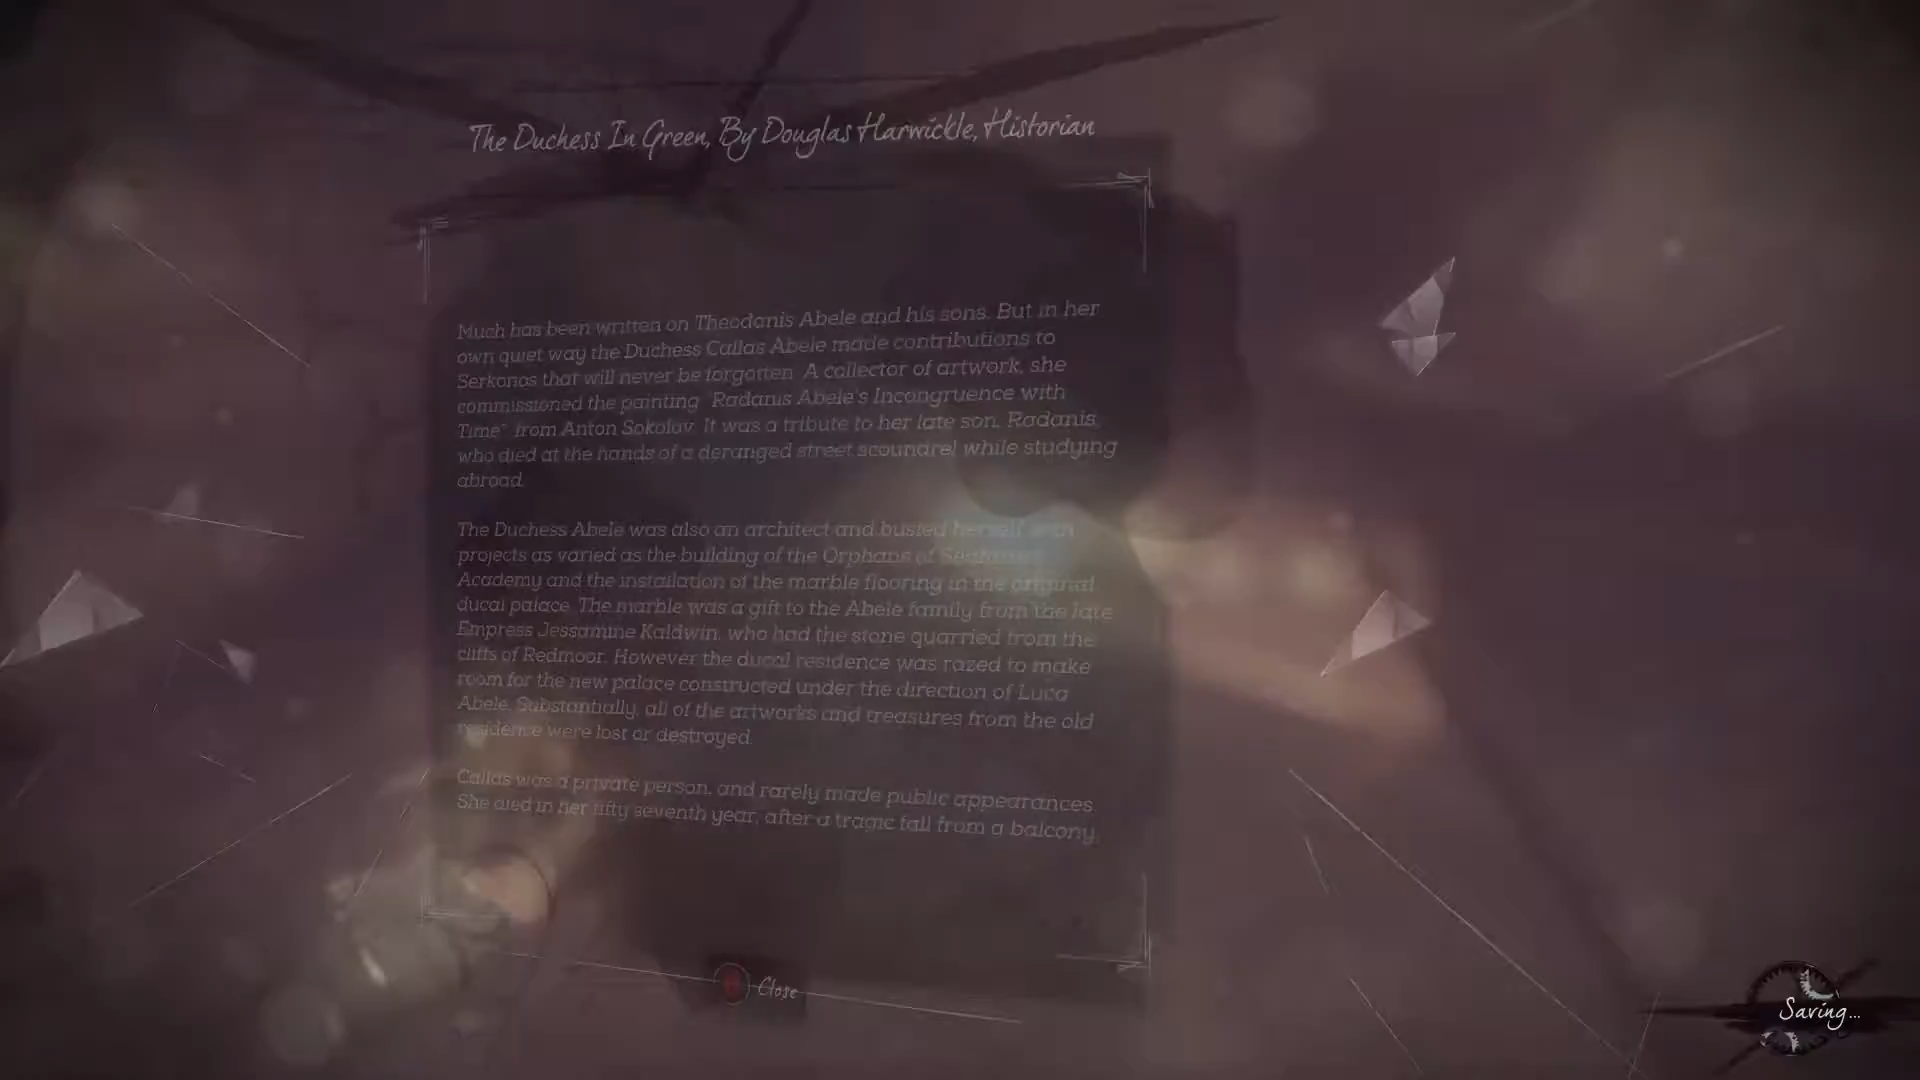 The Duchess In Green, By Douglas Harwickle, Historian
Much has been written on Theodanis Abele and his sons. But in her
own quiet way the Duchess Callas Abele made contributions to
Serkonos that will never be forgotten. A collector of artwork, she
commissioned the painting "Radanis Abele's Incongruence with
Time" from Anton Sokolov. It was a tribute to her late son, Radanis,
who died at the hands of a deranged street scoundrel while studying
abroad.
The Duchess Abele was also an architect and busied herself with
projects as varied as the building of the Orphans of
Academy and the installation of the marble flooring in the original
ducal palace. The marble was a gift to the Abele family from the late
Empress Jessamine Kaldwin, who had the stone quarried from the
cliffs of Redmoor. However the ducal residence was razed to make
room for the new palace constructed under the direction of Luca
Abele. Substantially, all of the artworks and treasures from the old
residence were lost or destroyed.
Callas was a private person, and rarely made public appearances.
She died in her fifty seventh year, after a tragic fall from a balcony.
Close
Saving...